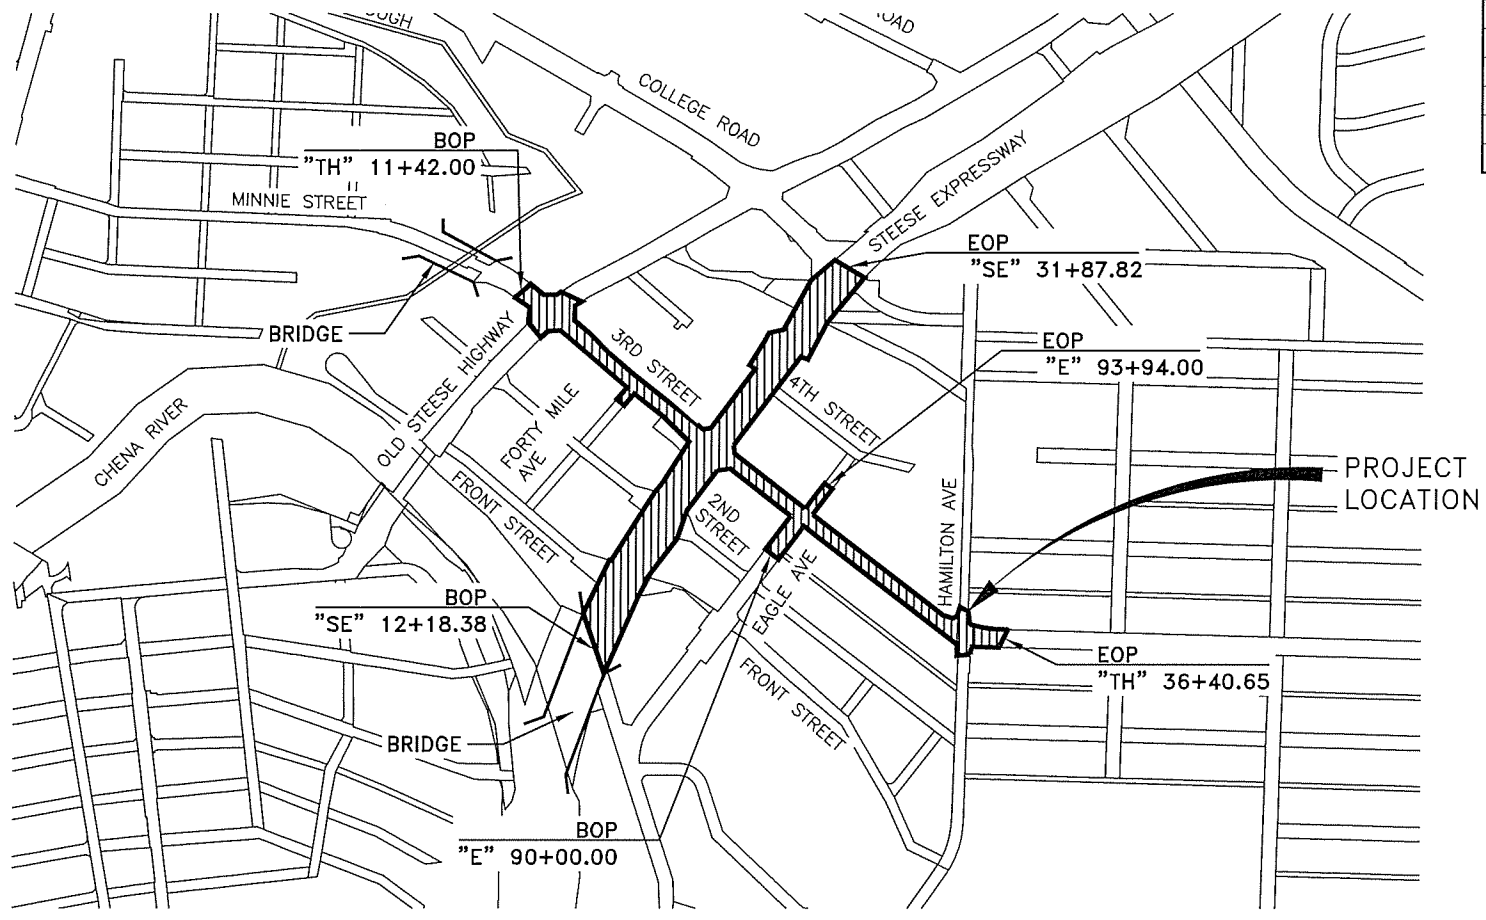 OUGH
ROAD
COLLEGE ROAD
BOP
"TH" 11+42.00
MINNIE STREET
STEESE EXPRESSWAY
EOP
"SE" 31+87.82
BRIDGE
3RD STREET
EOP
"E" 93+94.00
OLD STEESE HIGHWAY
4TH STREET
CHENA RIVER
FORTY MILE
AVE
PROJECT
LOCATION
FRONT STREET
2ND
STREET
HAMILTON AVE
EAGLE AVE
BOP
"SE" 12+18.38
EOP
"TH" 36+40.65
FRONT STREET
BRIDGE
BOP
"E" 90+00.00